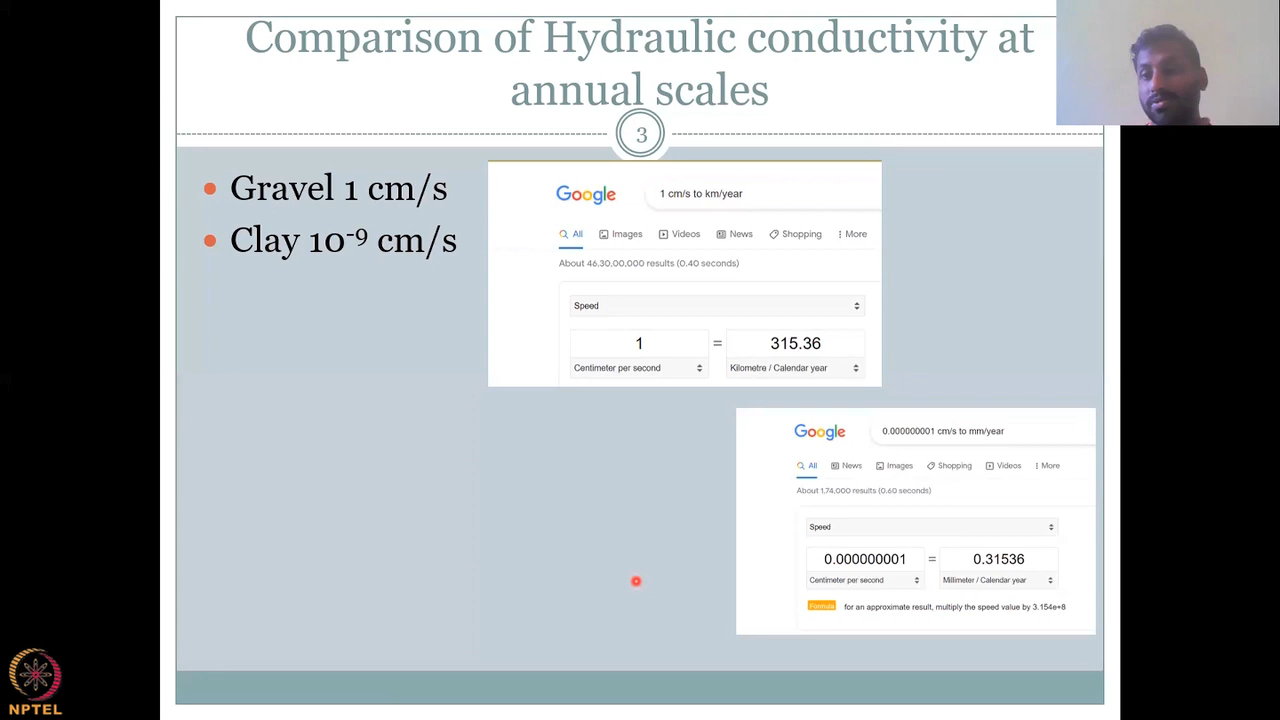 Comparison of Hydraulic conductivity at
annual scales
3
• Gravel 1 cm/s
• Clay 10⁻⁹ cm/s
Google 1 cm/s to km/year
All Images Videos News Shopping More
About 46,30,00,000 results (0.40 seconds)
Speed
1 = 315.36
Centimeter per second Kilometre / Calendar year
Google 0.000000001 cm/s to mm/year
All News Images Shopping Videos More
About 1,74,000 results (0.60 seconds)
Speed
0.000000001 = 0.31536
Centimeter per second Millimeter / Calendar year
Formula for an approximate result, multiply the speed value by 3.154e+8
NPTEL